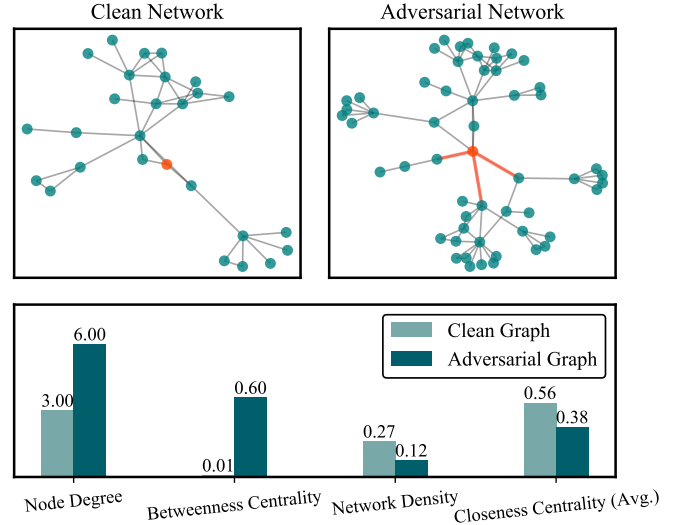 Clean Network
Adversarial Network
Clean Graph
Adversarial Graph
3.00
6.00
0.01
0.60
0.27
0.12
0.56
0.38
Node Degree
Betweenness Centrality
Network Density
Closeness Centrality (Avg.)